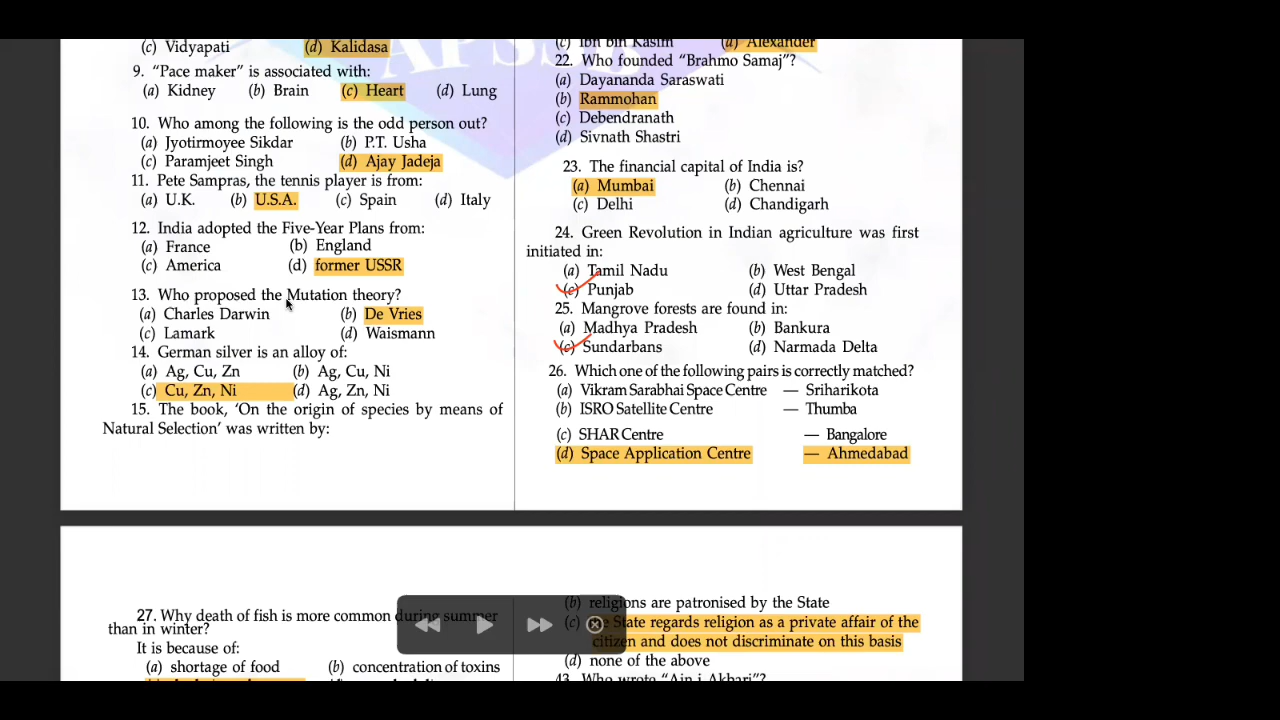 (c) Vidyapati (d) Kalidasa
9. “Pace maker” is associated with:
(a) Kidney (b) Brain (c) Heart (d) Lung
10. Who among the following is the odd person out?
(a) Jyotirmoyee Sikdar (b) P.T. Usha
(c) Paramjeet Singh (d) Ajay Jadeja
11. Pete Sampras, the tennis player is from:
(a) U.K. (b) U.S.A. (c) Spain (d) Italy
12. India adopted the Five-Year Plans from:
(a) France (b) England
(c) America (d) former USSR
13. Who proposed the Mutation theory?
(a) Charles Darwin (b) De Vries
(c) Lamark (d) Waismann
14. German silver is an alloy of:
(a) Ag, Cu, Zn (b) Ag, Cu, Ni
(c) Cu, Zn, Ni (d) Ag, Zn, Ni
15. The book, ‘On the origin of species by means of
Natural Selection’ was written by:
(c) Ibn bin Kasim (d) Alexander
22. Who founded “Brahmo Samaj”?
(a) Dayananda Saraswati
(b) Rammohan
(c) Debendranath
(d) Sivnath Shastri
23. The financial capital of India is?
(a) Mumbai (b) Chennai
(c) Delhi (d) Chandigarh
24. Green Revolution in Indian agriculture was first
initiated in:
(a) Tamil Nadu (b) West Bengal
(c) Punjab (d) Uttar Pradesh
25. Mangrove forests are found in:
(a) Madhya Pradesh (b) Bankura
(c) Sundarbans (d) Narmada Delta
26. Which one of the following pairs is correctly matched?
(a) Vikram Sarabhai Space Centre — Sriharikota
(b) ISRO Satellite Centre — Thumba
(c) SHAR Centre — Bangalore
(d) Space Application Centre — Ahmedabad
27. Why death of fish is more common during summer
than in winter?
It is because of:
(a) shortage of food (b) concentration of toxins
(b) religions are patronised by the State
(c) the State regards religion as a private affair of the
citizen and does not discriminate on this basis
(d) none of the above
43. Who wrote “Ain i Akbari”?